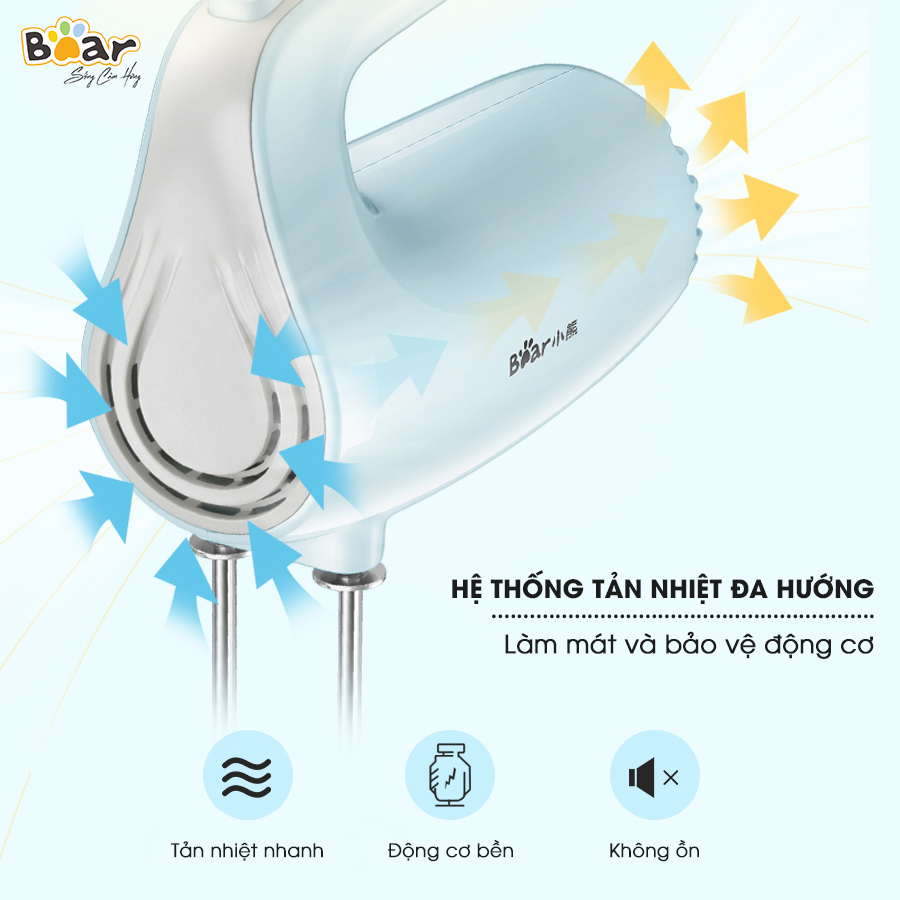 Bear
Sống Cảm Hứng
Bear小熊
HỆ THỐNG TẢN NHIỆT ĐA HƯỚNG
Làm mát và bảo vệ động cơ
Tản nhiệt nhanh
Động cơ bền
Không ồn